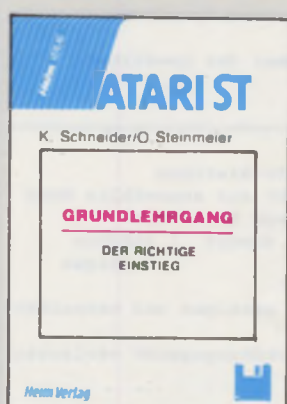 ATARI ST
K. Schneider/O. Steinmeier
GRUNDLEHRGANG
DER RICHTIGE
EINSTIEG
Heim Verlag